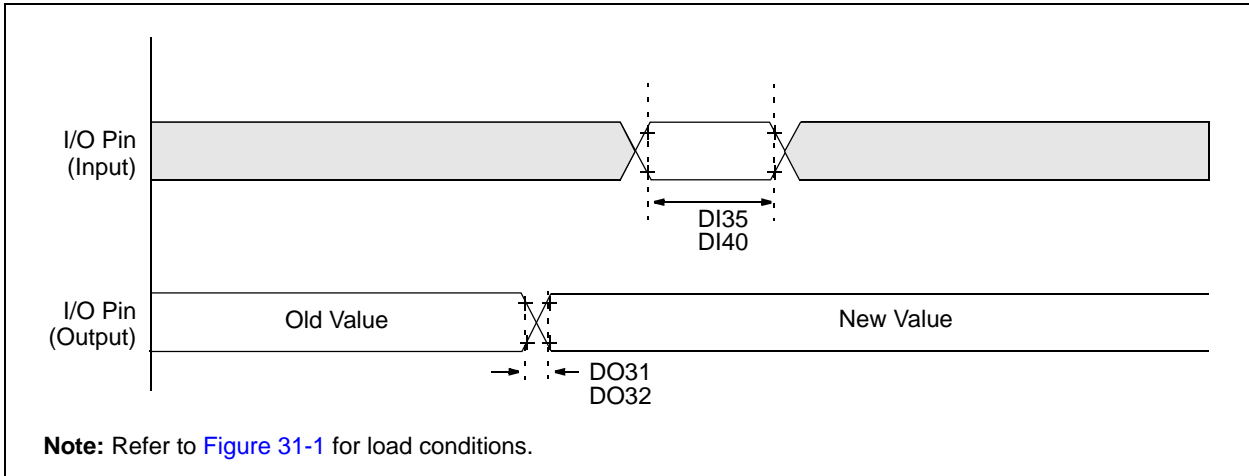 I/O Pin
(Input)
DI35
DI40
I/O Pin
(Output)
Old Value
New Value
DO31
DO32
Note: Refer to Figure 31-1 for load conditions.